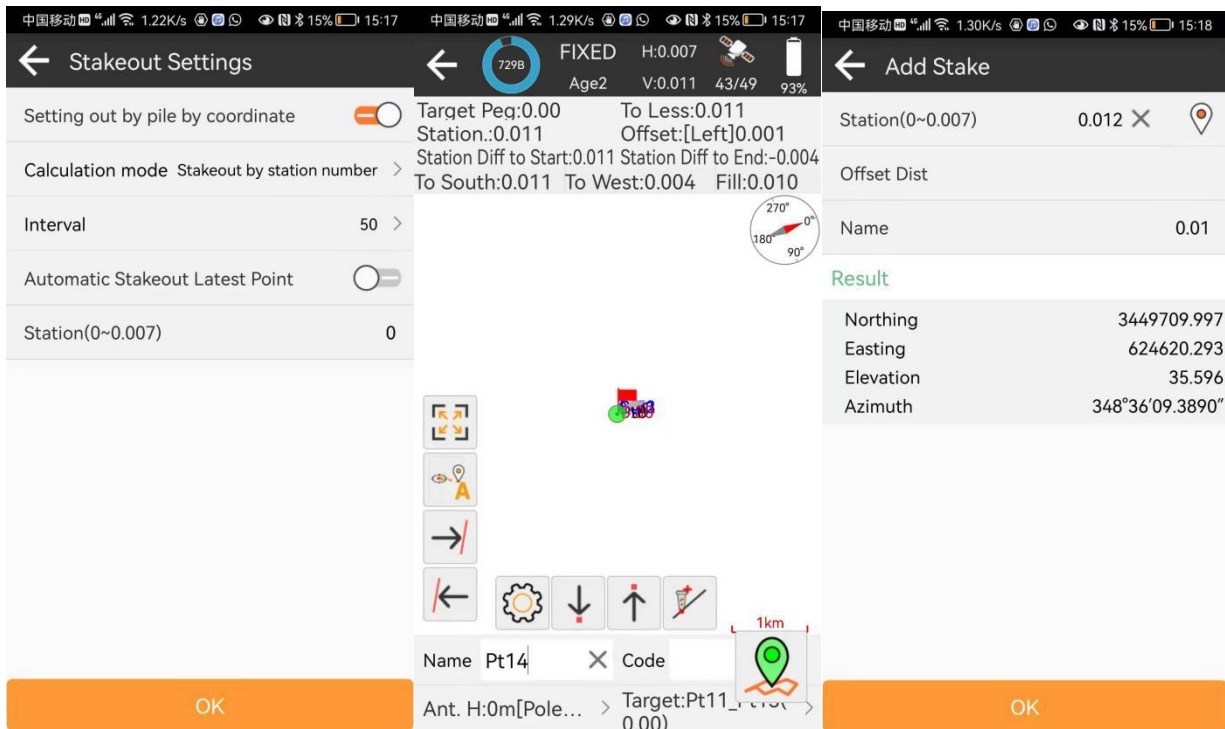 中国移动 HD 4G 1.22K/s 15% 15:17
Stakeout Settings
Setting out by pile by coordinate
Calculation mode Stakeout by station number >
Interval 50 >
Automatic Stakeout Latest Point
Station(0~0.007) 0
OK
中国移动 HD 4G 1.29K/s 15% 15:17
729B FIXED H:0.007
Age2 V:0.011 43/49 93%
Target Peg:0.00 To Less:0.011
Station.:0.011 Offset:[Left]0.001
Station Diff to Start:0.011 Station Diff to End:-0.004
To South:0.011 To West:0.004 Fill:0.010
270°
0°
180°
90°
A
1km
Name Pt14 Code
Ant. H:0m[Pole... > Target:Pt11_ >
0.00)
中国移动 HD 4G 1.30K/s 15% 15:18
Add Stake
Station(0~0.007) 0.012
Offset Dist
Name 0.01
Result
Northing 3449709.997
Easting 624620.293
Elevation 35.596
Azimuth 348°36′09.3890″
OK